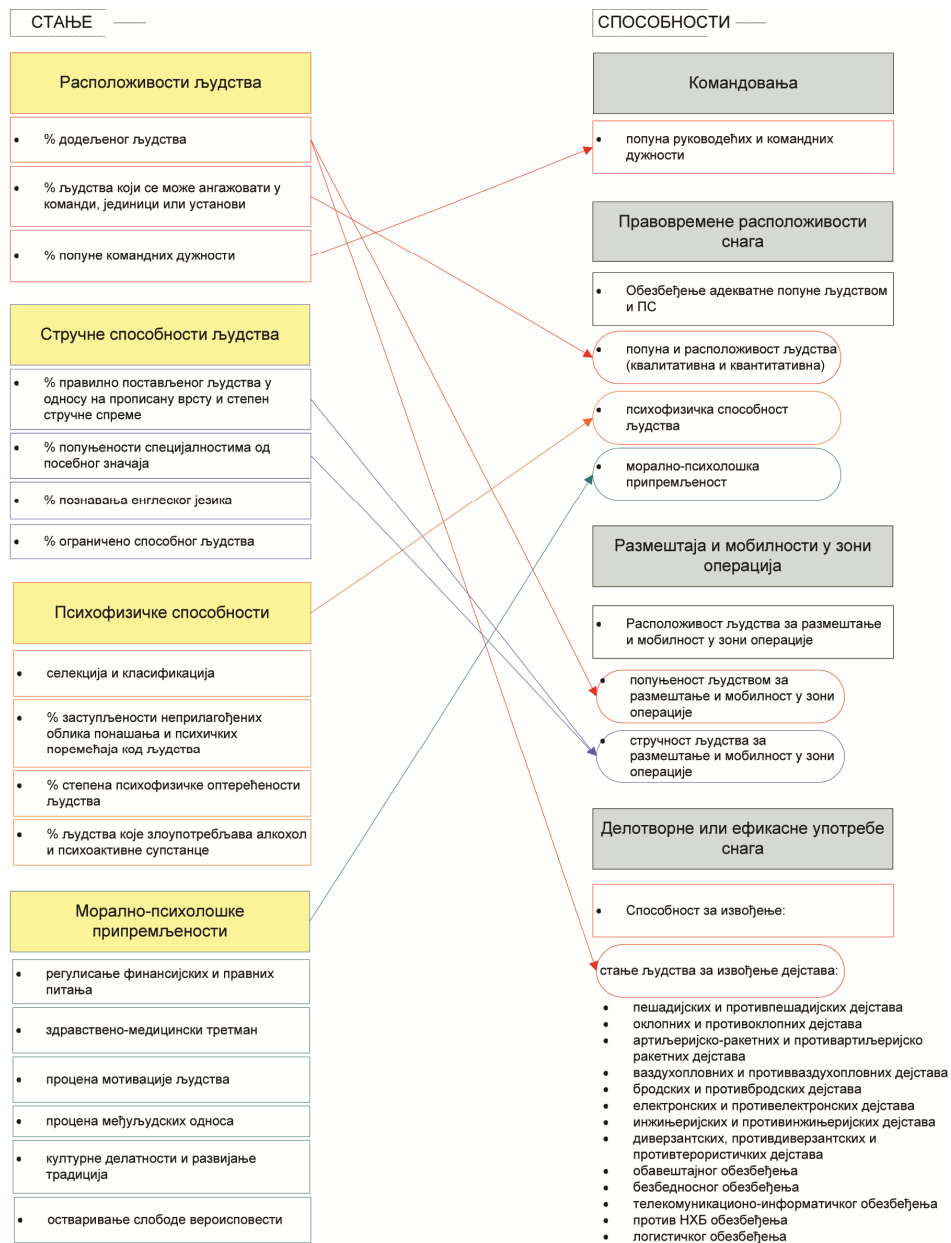 СТАЊЕ
Расположивости људства
• % додељеног људства
• % људства који се може ангажовати у
команди, јединици или установи
• % попуне командних дужности
Стручне способности људства
• % правилно постављеног људства у
односу на прописану врсту и степен
стручне спреме
• % попуњености специјалностима од
посебног значаја
• % познавања енглеског језика
• % ограничено способног људства
Психофизичке способности
• селекција и класификација
• % заступљености неприлагођених
облика понашања и психичких
поремећаја код људства
• % степена психофизичке оптерећености
људства
• % људства које злоупотребљава алкохол
и психоактивне супстанце
Морално-психолошке
припремљености
• регулисање финансијских и правних
питања
• здравствено-медицински третман
• процена мотивације људства
• процена међуљудских односа
• културне делатности и развијање
традиција
• остваривање слободе вероисповести
СПОСОБНОСТИ
Командовања
• попуна руководећих и командних
дужности
Правовремене расположивости
снага
• Обезбеђење адекватне попуне људством
и ПС
• попуна и расположивост људства
(квалитативна и квантитативна)
• психофизичка способност
људства
• морално-психолошка
припремљеност
Размештаја и мобилности у зони
операција
• Расположивост људства за размештање
и мобилност у зони операције
• попуњеност људством за
размештање и мобилност у зони
операције
• стручност људства за
размештање и мобилност у зони
операције
Делотворне или ефикасне употребе
снага
• Способност за извођење:
стање људства за извођење дејстава:
• пешадијских и противпешадијских дејстава
• оклопних и противоклопних дејстава
• артиљеријско-ракетних и противартиљеријско
ракетних дејстава
• ваздухопловних и противваздухопловних дејстава
• бродских и противбродских дејстава
• електронских и противелектронских дејстава
• инжињеријских и противинжињеријских дејстава
• диверзантских, противдиверзантских и
противтерористичких дејстава
• обавештајног обезбеђења
• безбедносног обезбеђења
• телекомуникационо-информатичког обезбеђења
• против НХБ обезбеђења
• логистичког обезбеђења